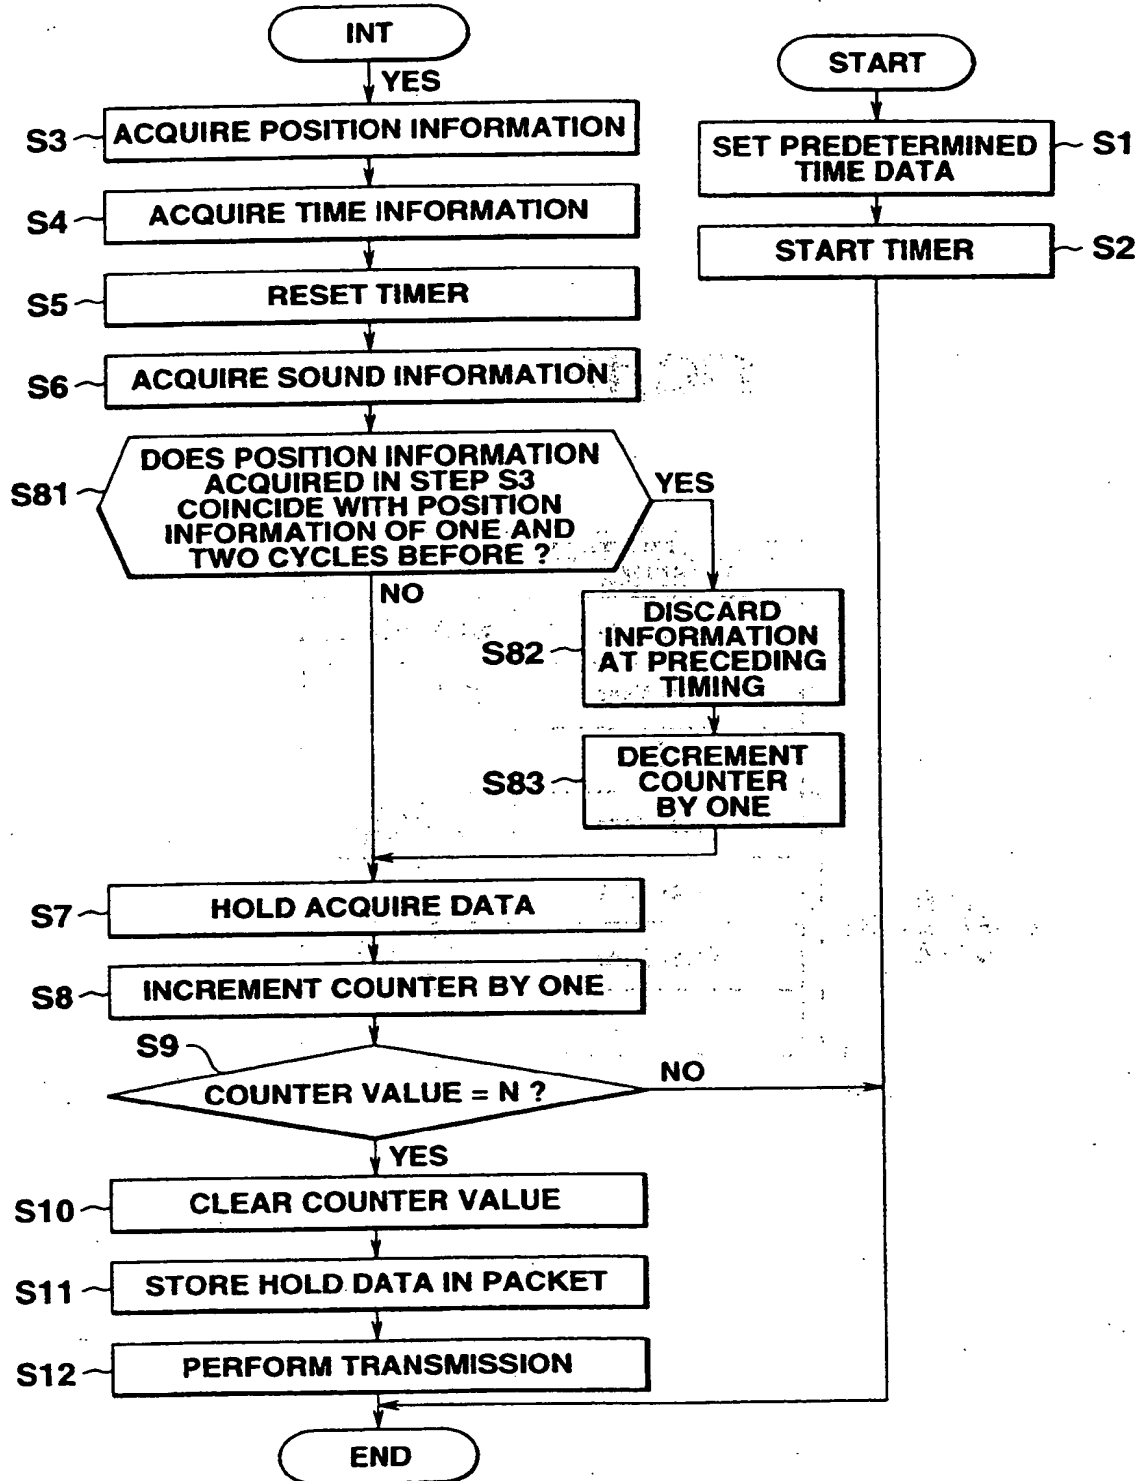 INT
YES
S3
ACQUIRE POSITION INFORMATION
S4
ACQUIRE TIME INFORMATION
S5
RESET TIMER
S6
ACQUIRE SOUND INFORMATION
S81
DOES POSITION INFORMATION
ACQUIRED IN STEP S3
COINCIDE WITH POSITION
INFORMATION OF ONE AND
TWO CYCLES BEFORE ?
YES
NO
S82
DISCARD
INFORMATION
AT PRECEDING
TIMING
S83
DECREMENT
COUNTER
BY ONE
S7
HOLD ACQUIRE DATA
S8
INCREMENT COUNTER BY ONE
S9
COUNTER VALUE = N ?
NO
YES
S10
CLEAR COUNTER VALUE
S11
STORE HOLD DATA IN PACKET
S12
PERFORM TRANSMISSION
END
START
SET PREDETERMINED
TIME DATA
S1
START TIMER
S2